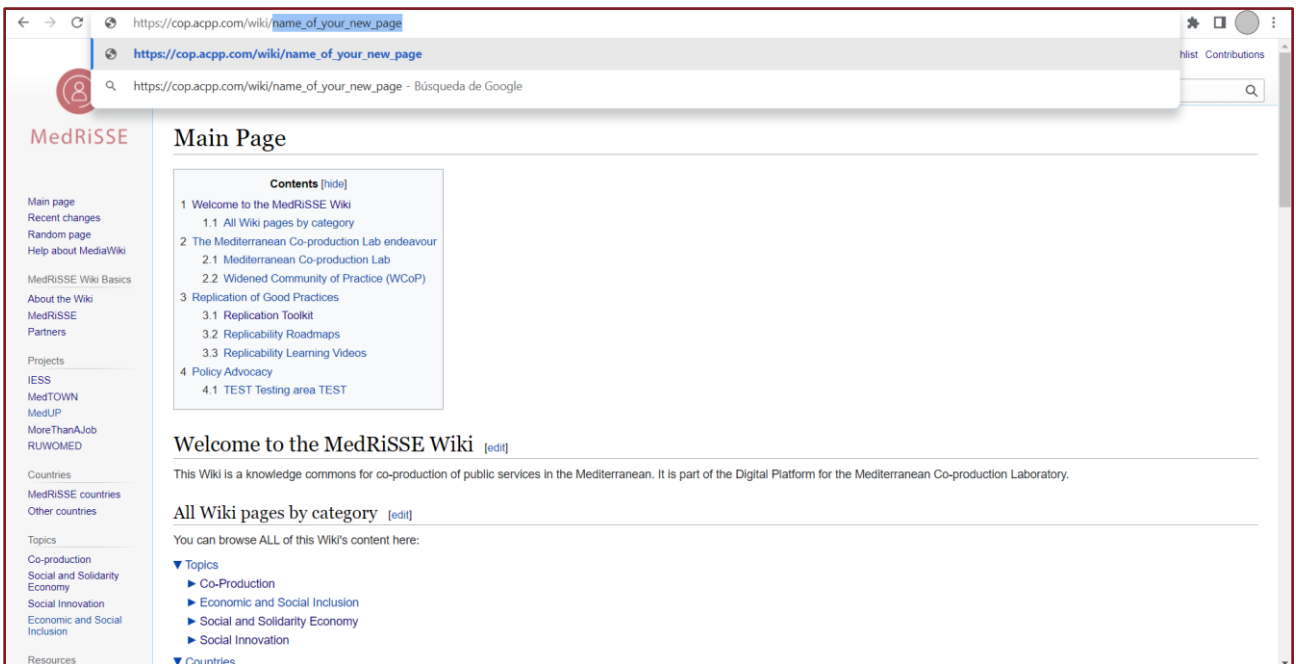 https://cop.acpp.com/wiki/name_of_your_new_page
https://cop.acpp.com/wiki/name_of_your_new_page
https://cop.acpp.com/wiki/name_of_your_new_page - Búsqueda de Google
hlist Contributions
MedRiSSE
Main page
Recent changes
Random page
Help about MediaWiki
MedRiSSE Wiki Basics
About the Wiki
MedRiSSE
Partners
Projects
IESS
MedTOWN
MedUP
MoreThanAJob
RUWOMED
Countries
MedRiSSE countries
Other countries
Topics
Co-production
Social and Solidarity
Economy
Social Innovation
Economic and Social
Inclusion
Resources
Main Page
Contents [hide]
1 Welcome to the MedRiSSE Wiki
1.1 All Wiki pages by category
2 The Mediterranean Co-production Lab endeavour
2.1 Mediterranean Co-production Lab
2.2 Widened Community of Practice (WCoP)
3 Replication of Good Practices
3.1 Replication Toolkit
3.2 Replicability Roadmaps
3.3 Replicability Learning Videos
4 Policy Advocacy
4.1 TEST Testing area TEST
Welcome to the MedRiSSE Wiki [edit]
This Wiki is a knowledge commons for co-production of public services in the Mediterranean. It is part of the Digital Platform for the Mediterranean Co-production Laboratory.
All Wiki pages by category [edit]
You can browse ALL of this Wiki's content here:
▼ Topics
► Co-Production
► Economic and Social Inclusion
► Social and Solidarity Economy
► Social Innovation
▼ Countries